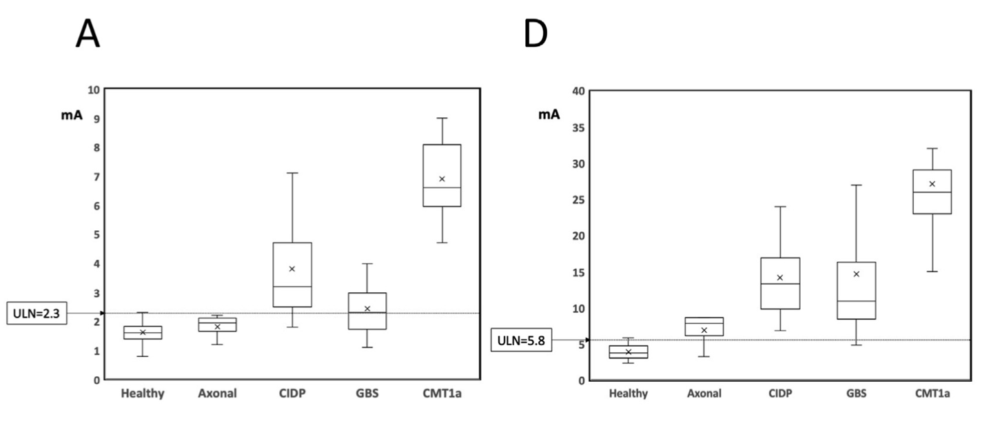 A
mA
10
9
8
7
6
5
4
3
2
1
0
ULN=2.3
Healthy Axonal CIDP GBS CMT1a
D
mA
40
35
30
25
20
15
10
5
0
ULN=5.8
Healthy Axonal CIDP GBS CMT1a